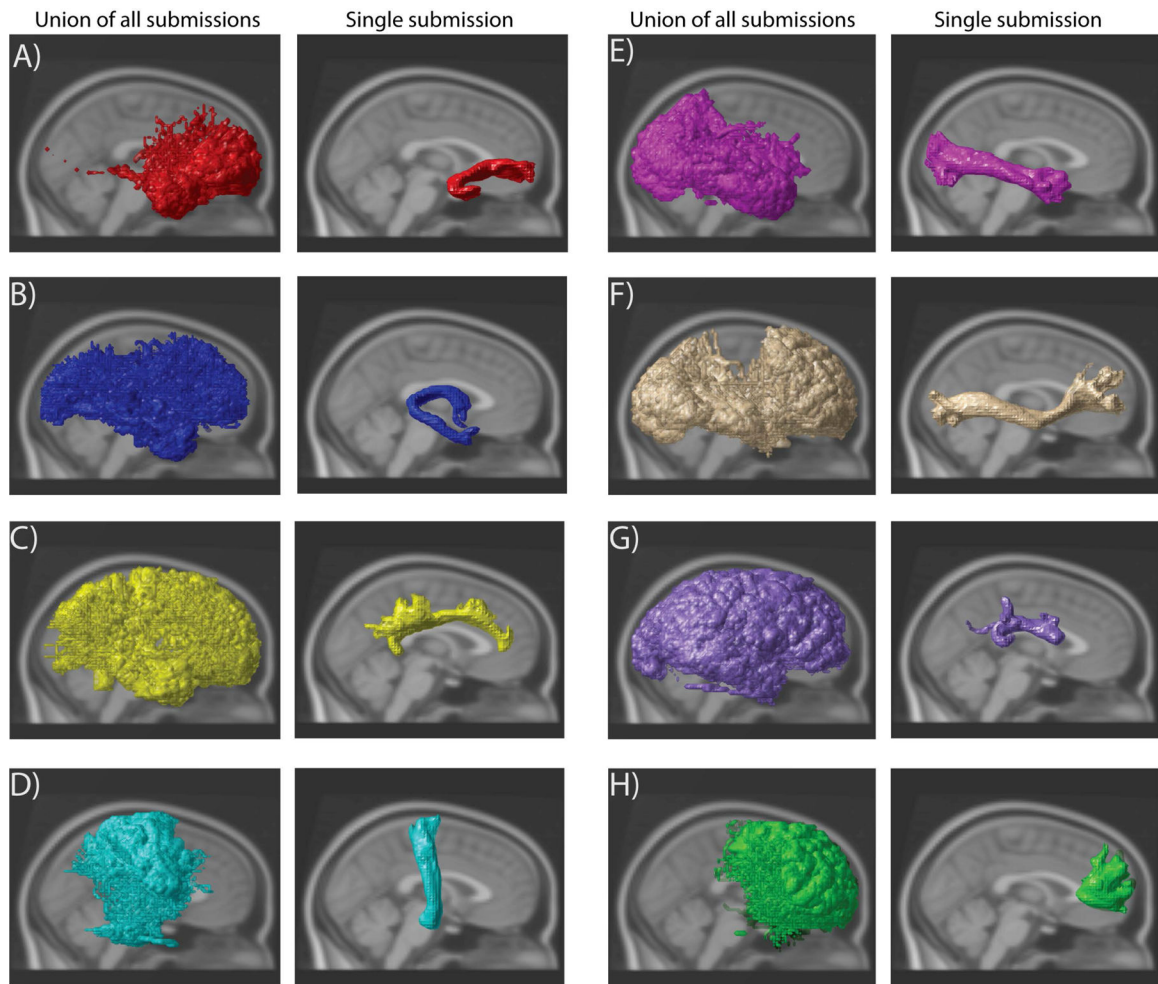 Union of all submissions
Single submission
Union of all submissions
Single submission
A)
E)
B)
F)
C)
G)
D)
H)